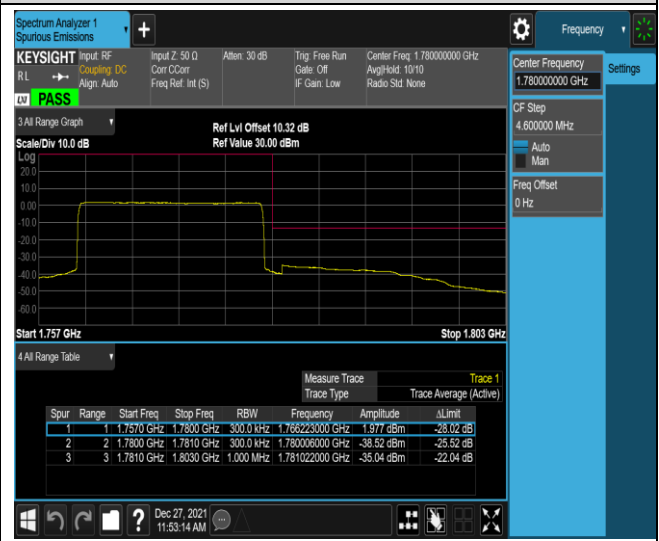 Spectrum Analyzer 1
Spurious Emissions
Frequency
KEYSIGHT Input: RF
R L
Coupling: DC
Align: Auto
Input Z: 50 Ω
Corr CCorr
Freq Ref: Int (S)
Atten: 30 dB
Trig: Free Run
Gate: Off
IF Gain: Low
Center Freq: 1.780000000 GHz
Avg|Hold: 10/10
Radio Std: None
LXI PASS
Center Frequency
1.780000000 GHz
Settings
CF Step
4.600000 MHz
Auto
Man
Freq Offset
0 Hz
3 All Range Graph
Scale/Div 10.0 dB
Ref Lvl Offset 10.32 dB
Ref Value 30.00 dBm
Log
20.0
10.0
0.00
-10.0
-20.0
-30.0
-40.0
-50.0
-60.0
Start 1.757 GHz
Stop 1.803 GHz
4 All Range Table
Measure Trace Trace 1
Trace Type Trace Average (Active)
Spur Range Start Freq Stop Freq RBW Frequency Amplitude ΔLimit
1 1 1.7570 GHz 1.7800 GHz 300.0 kHz 1.766223000 GHz 1.977 dBm -28.02 dB
2 2 1.7800 GHz 1.7810 GHz 300.0 kHz 1.780006000 GHz -38.52 dBm -25.52 dB
3 3 1.7810 GHz 1.8030 GHz 1.000 MHz 1.781022000 GHz -35.04 dBm -22.04 dB
Dec 27, 2021
11:53:14 AM